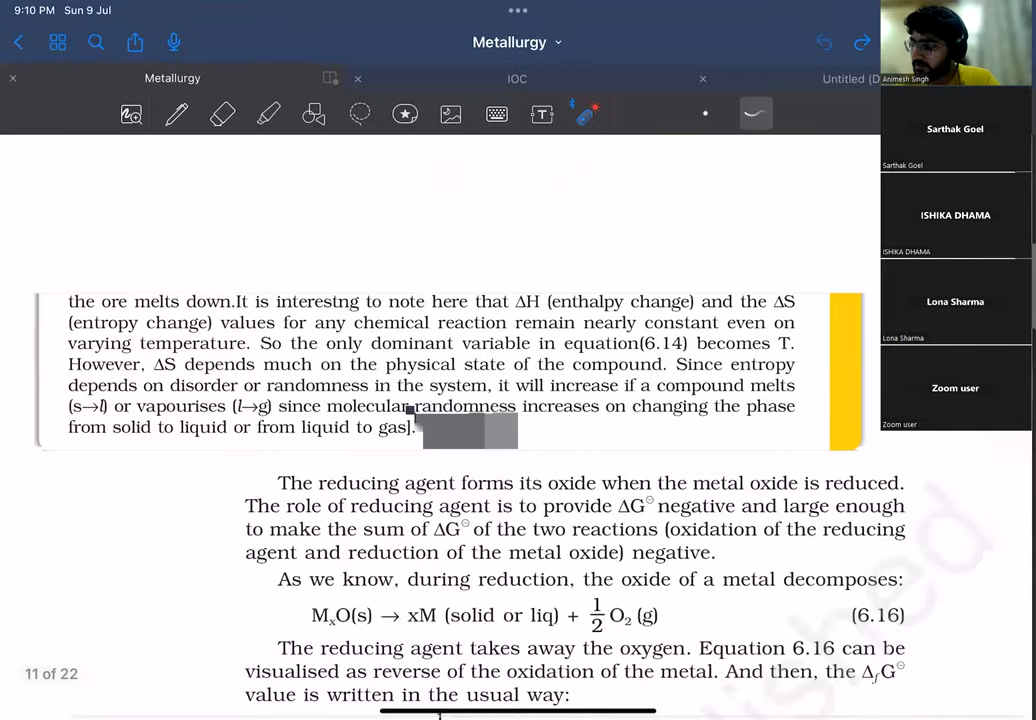 9:10 PM Sun 9 Jul
Metallurgy
Metallurgy
IOC
Untitled (D
Animesh Singh
Sarthak Goel
Sarthak Goel
ISHIKA DHAMA
ISHIKA DHAMA
Lona Sharma
Lona Sharma
Zoom user
Zoom user
the ore melts down.It is interestng to note here that ΔH (enthalpy change) and the ΔS
(entropy change) values for any chemical reaction remain nearly constant even on
varying temperature. So the only dominant variable in equation(6.14) becomes T.
However, ΔS depends much on the physical state of the compound. Since entropy
depends on disorder or randomness in the system, it will increase if a compound melts
(s→l) or vapourises (l→g) since molecular randomness increases on changing the phase
from solid to liquid or from liquid to gas].
The reducing agent forms its oxide when the metal oxide is reduced.
The role of reducing agent is to provide ΔG⊖ negative and large enough
to make the sum of ΔG⊖ of the two reactions (oxidation of the reducing
agent and reduction of the metal oxide) negative.
As we know, during reduction, the oxide of a metal decomposes:
MₓO(s) → xM (solid or liq) + 1/2 O₂ (g) (6.16)
The reducing agent takes away the oxygen. Equation 6.16 can be
visualised as reverse of the oxidation of the metal. And then, the ΔfG⊖
value is written in the usual way:
11 of 22